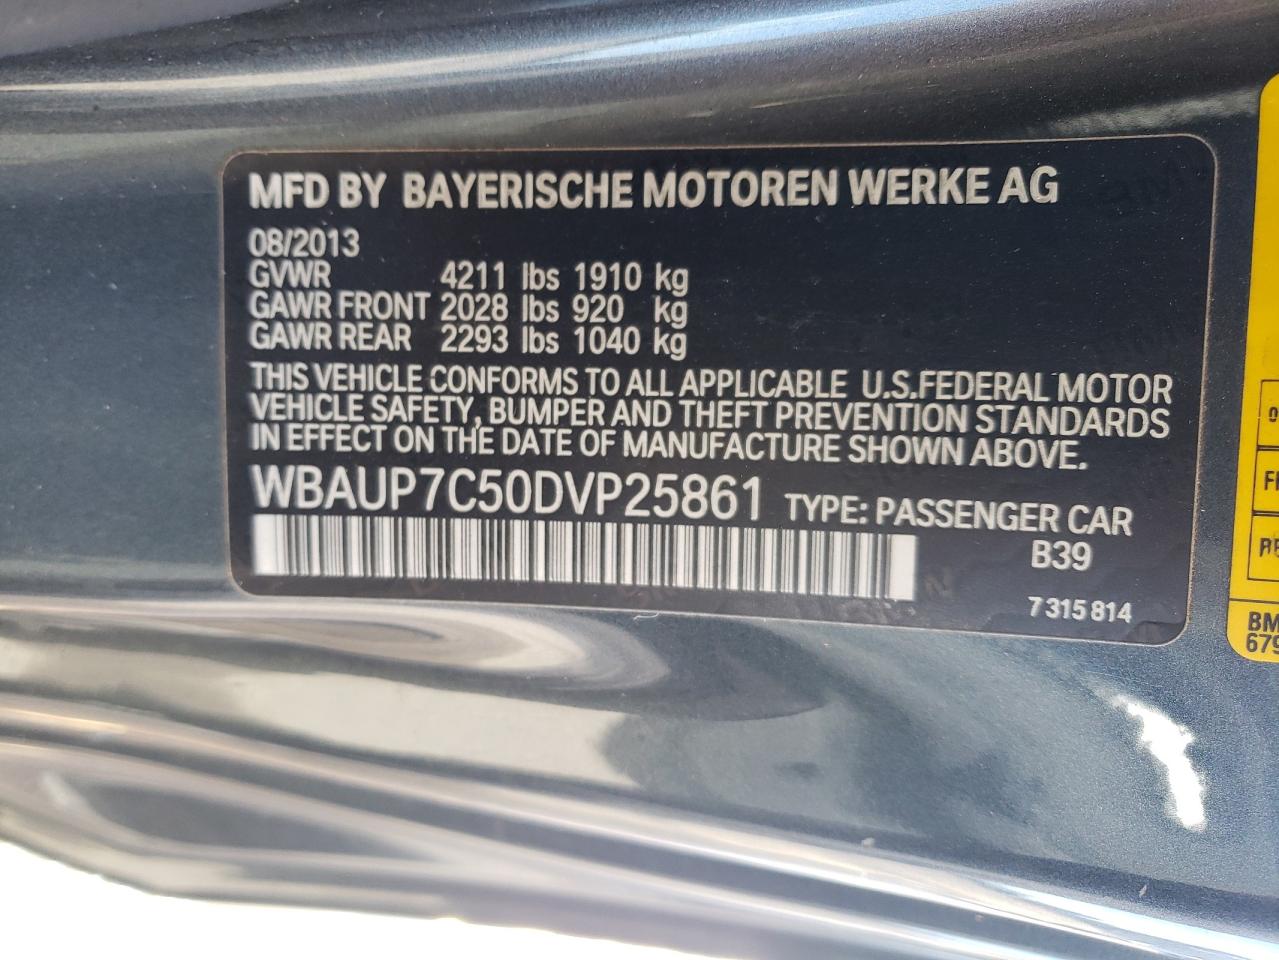 MFD BY BAYERISCHE MOTOREN WERKE AG
08/2013
GVWR 4211 lbs 1910 kg
GAWR FRONT 2028 lbs 920 kg
GAWR REAR 2293 lbs 1040 kg
THIS VEHICLE CONFORMS TO ALL APPLICABLE U.S.FEDERAL MOTOR
VEHICLE SAFETY, BUMPER AND THEFT PREVENTION STANDARDS
IN EFFECT ON THE DATE OF MANUFACTURE SHOWN ABOVE.
WBAUP7C50DVP25861 TYPE: PASSENGER CAR
B39
7 315 814
BM
679